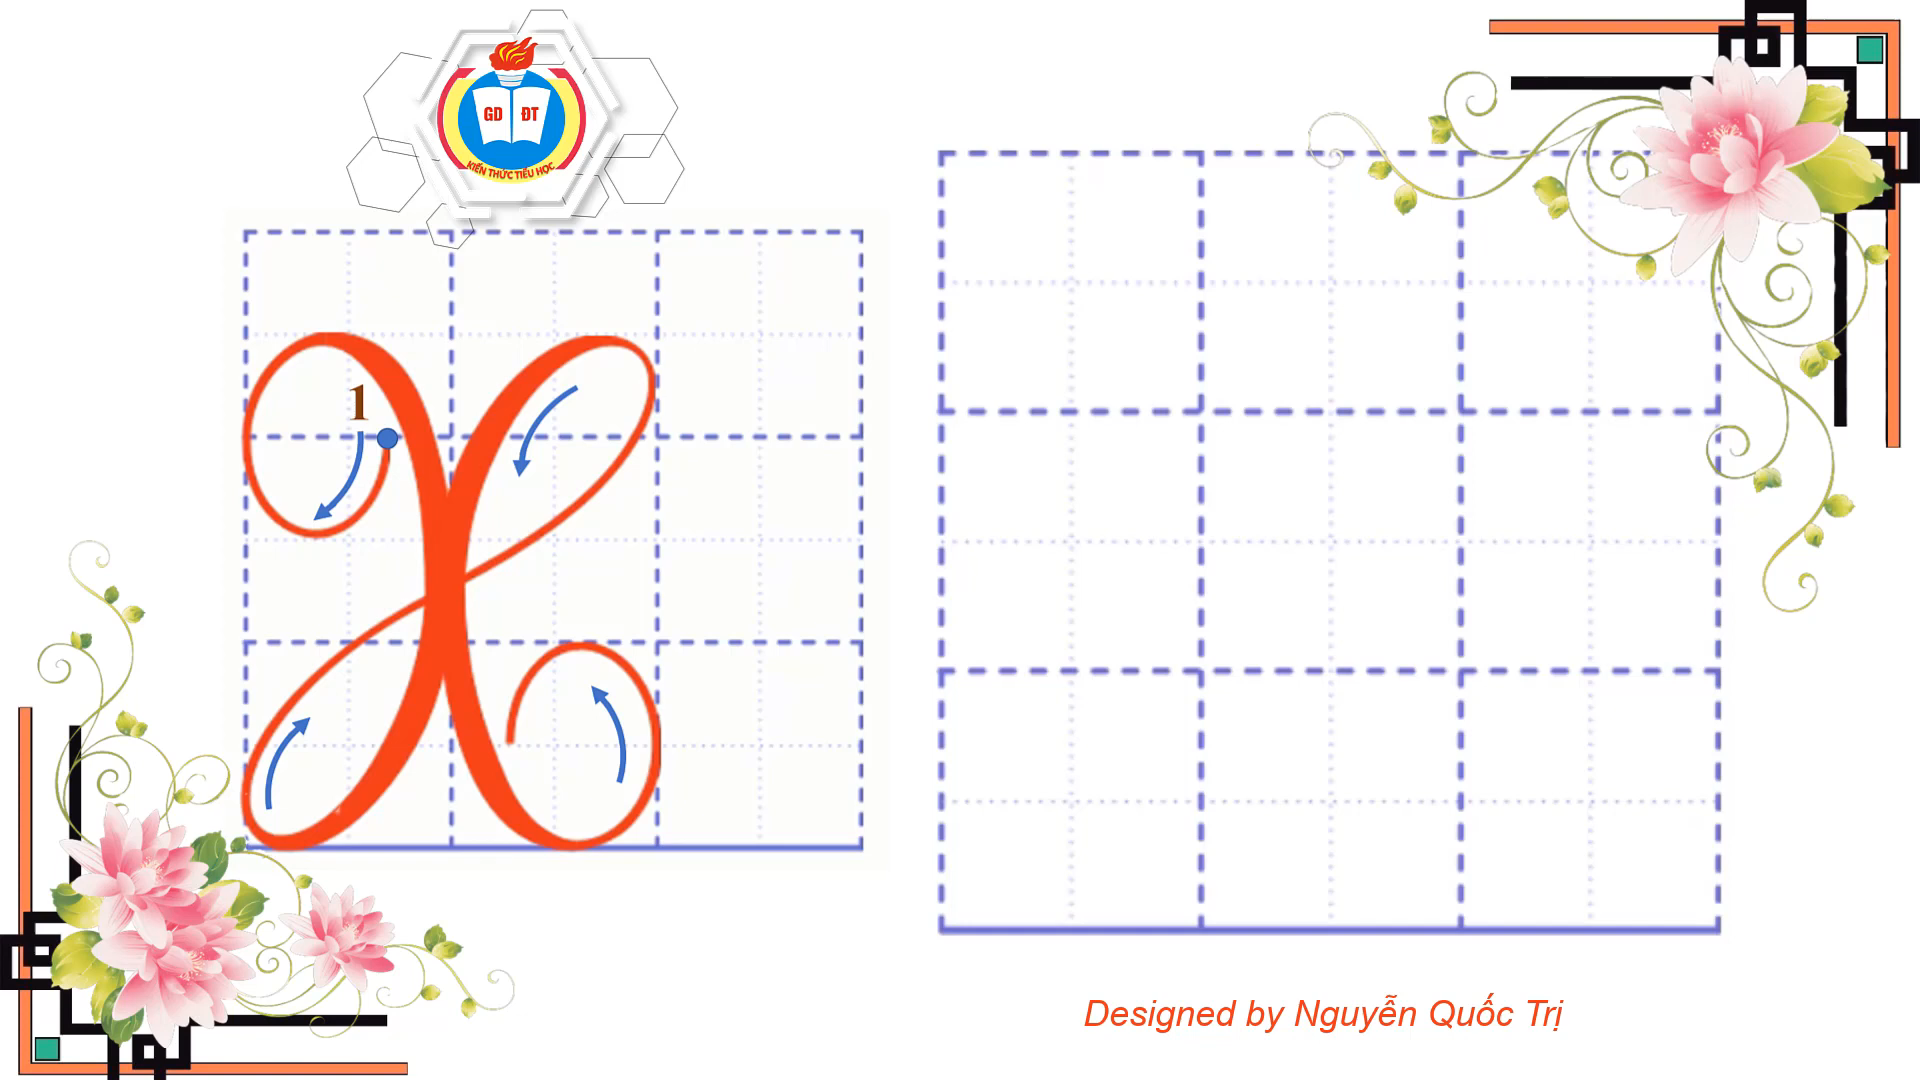 GD ĐT
KIẾN THỨC TIỂU HỌC
1
X
Designed by Nguyễn Quốc Trị